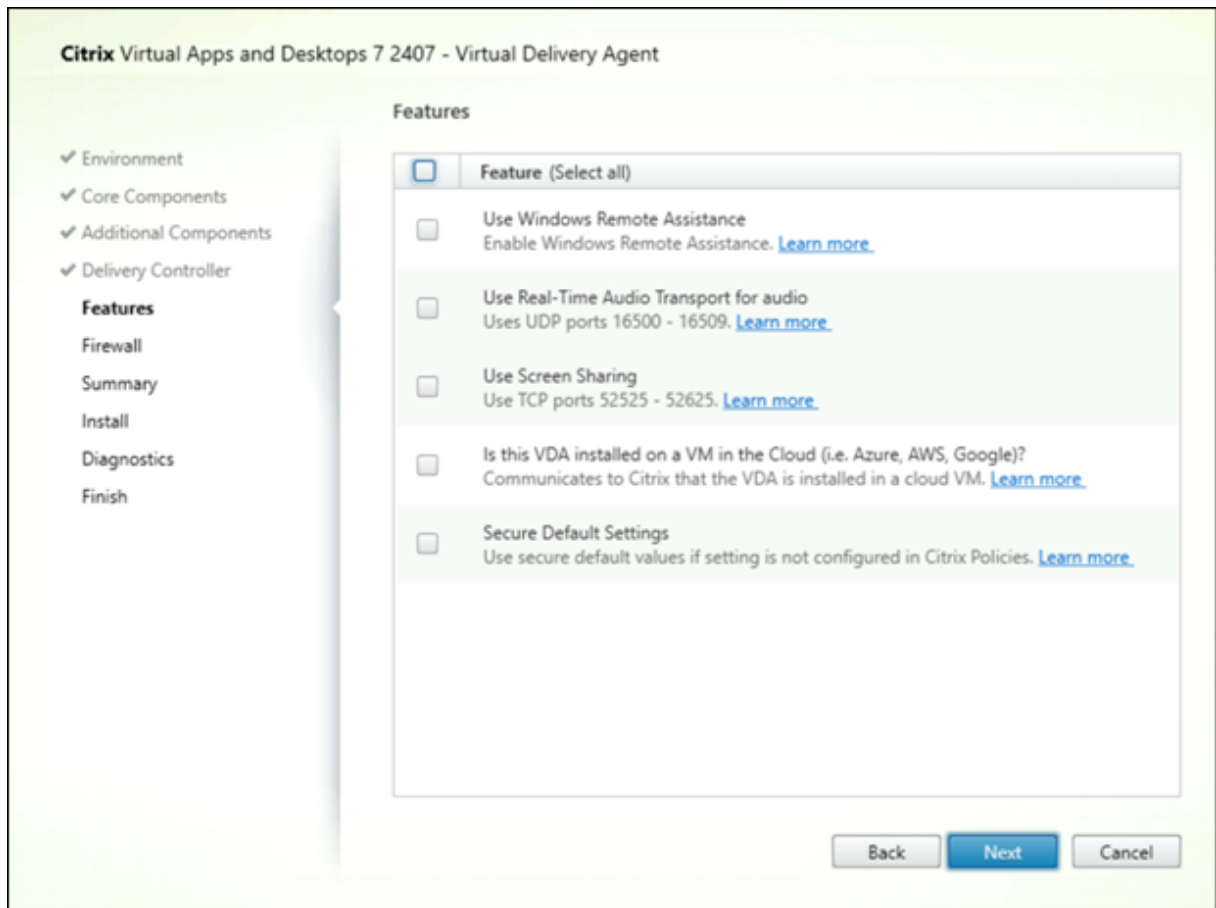 Citrix Virtual Apps and Desktops 7 2407 - Virtual Delivery Agent
Features
Environment
Core Components
Additional Components
Delivery Controller
Features
Firewall
Summary
Install
Diagnostics
Finish
Feature (Select all)
Use Windows Remote Assistance
Enable Windows Remote Assistance. Learn more
Use Real-Time Audio Transport for audio
Uses UDP ports 16500 - 16509. Learn more
Use Screen Sharing
Use TCP ports 52525 - 52625. Learn more
Is this VDA installed on a VM in the Cloud (i.e. Azure, AWS, Google)?
Communicates to Citrix that the VDA is installed in a cloud VM. Learn more
Secure Default Settings
Use secure default values if setting is not configured in Citrix Policies. Learn more
Back
Next
Cancel